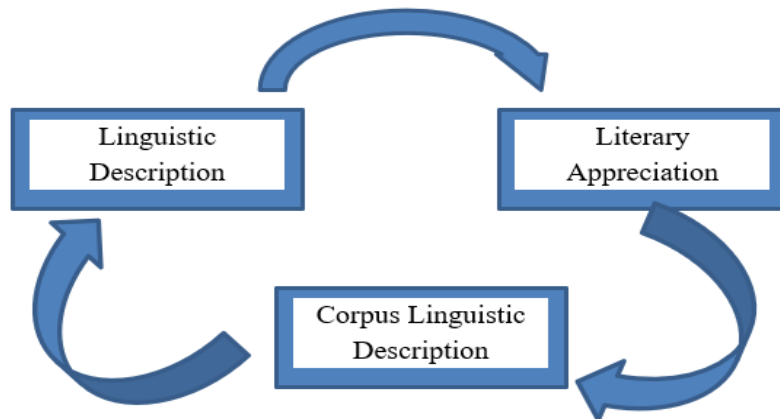 Linguistic
Description
Literary
Appreciation
Corpus Linguistic
Description